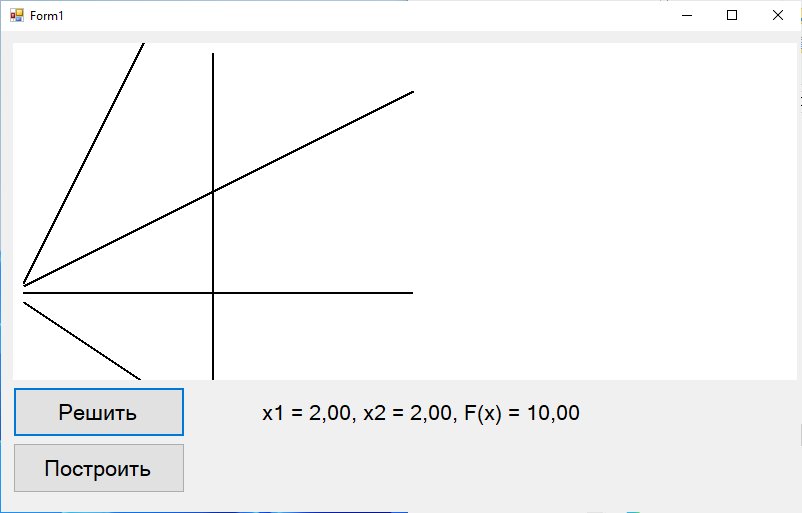 Form1
Решить
x1 = 2,00, x2 = 2,00, F(x) = 10,00
Построить